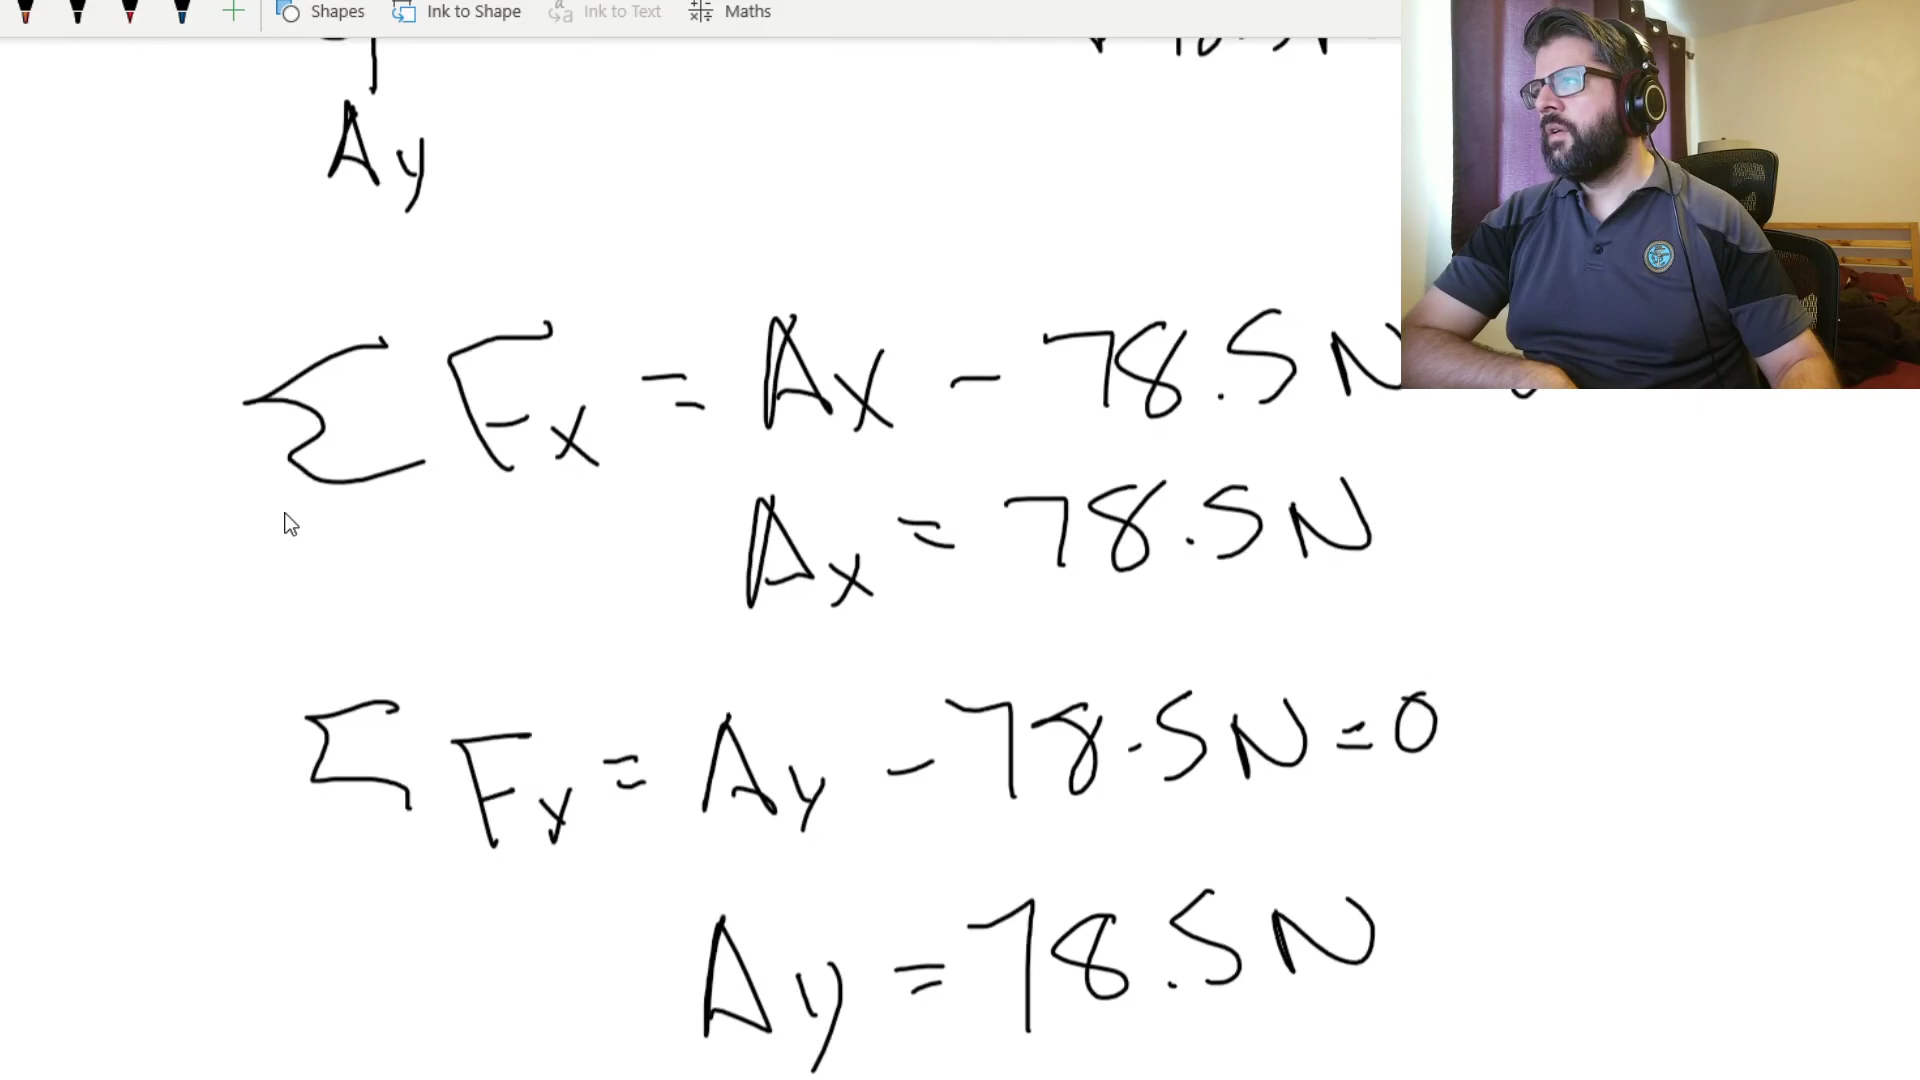 Shapes Ink to Shape Ink to Text Maths
Ay
ΣFx = Ax - 78.5N
Ax = 78.5N
ΣFy = Ay - 78.5N = 0
Ay = 78.5N